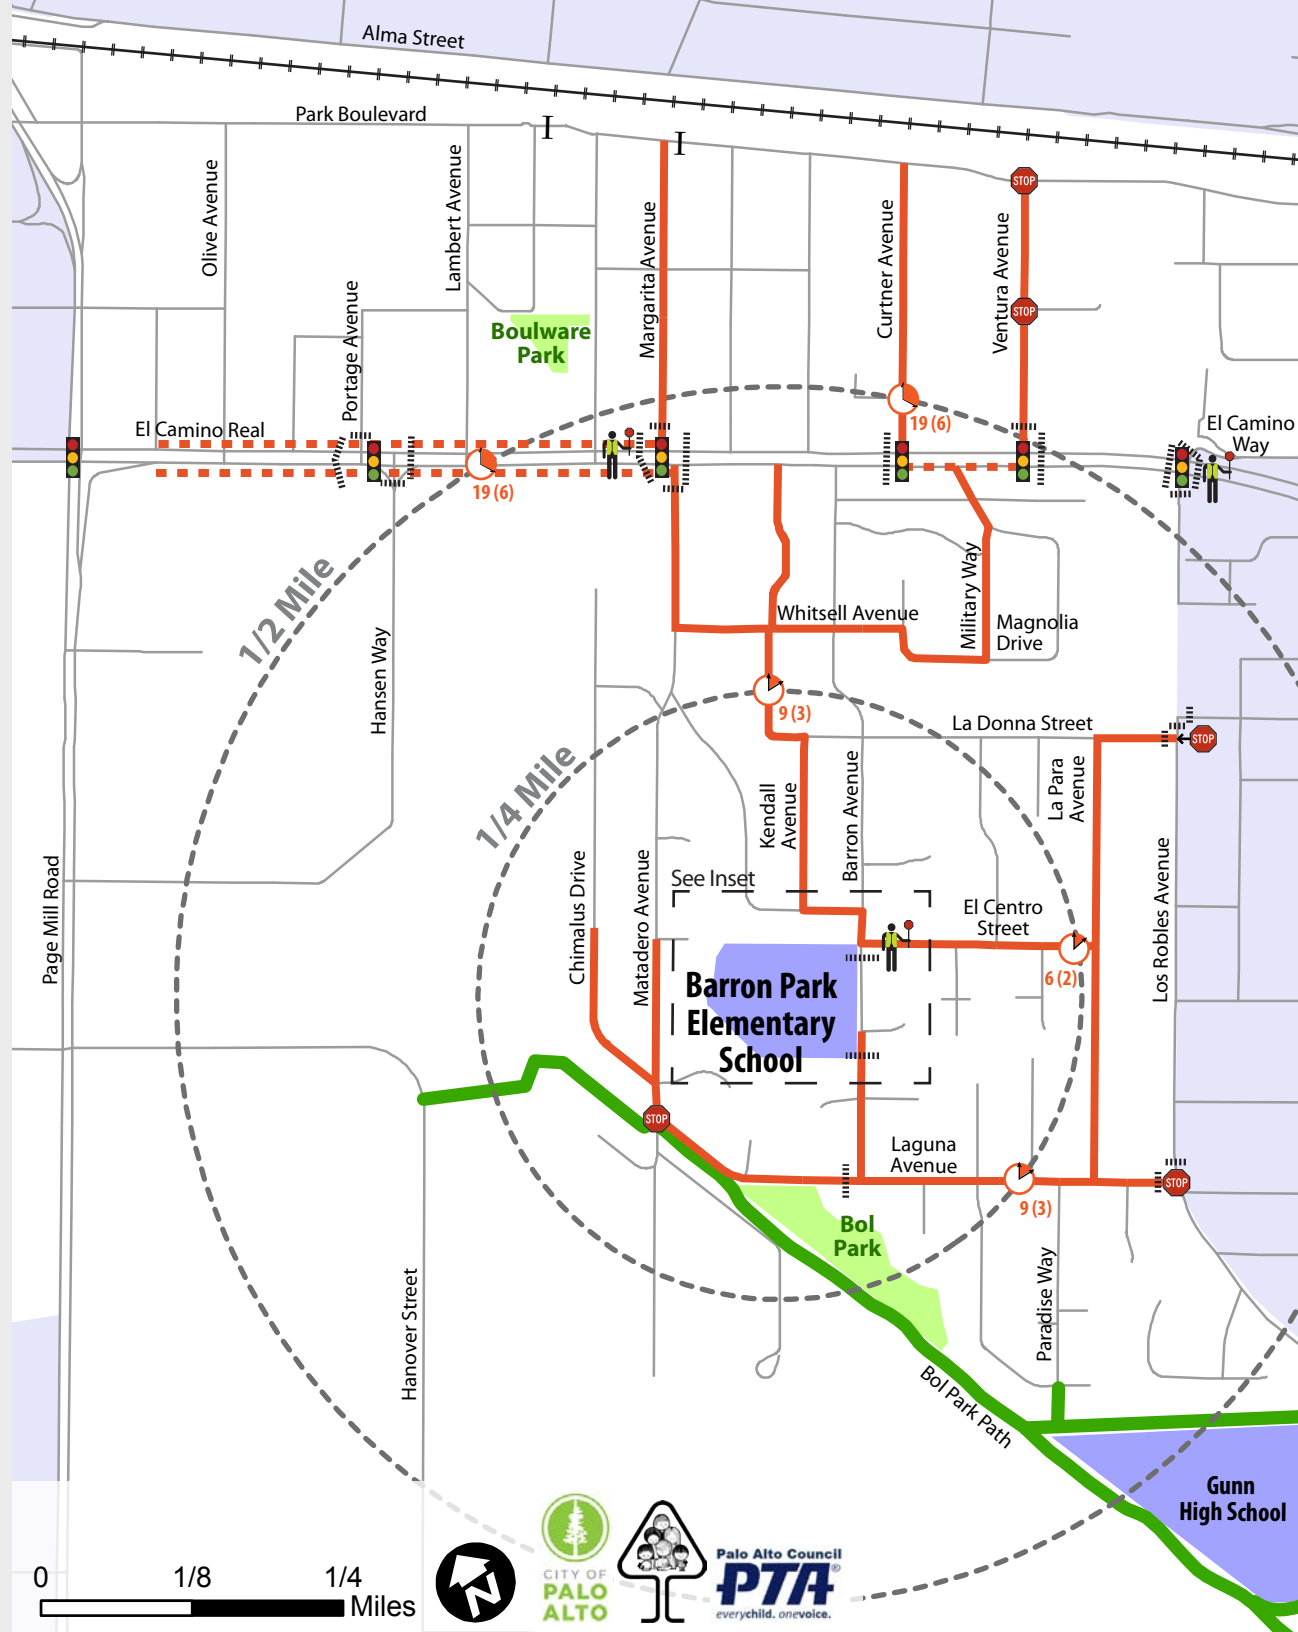 Alma Street
Park Boulevard
I
I
Olive Avenue
Lambert Avenue
Margarita Avenue
Curtner Avenue
Ventura Avenue
STOP
STOP
Portage Avenue
Boulware
Park
El Camino Real
19 (6)
19 (6)
El Camino
Way
1/2 Mile
Hansen Way
Whitsell Avenue
Military Way
Magnolia
Drive
9 (3)
La Donna Street
STOP
1/4 Mile
Kendall
Avenue
Barron Avenue
La Para
Avenue
Los Robles Avenue
Page Mill Road
Chimalus Drive
Matadero Avenue
See Inset
El Centro
Street
6 (2)
Barron Park
Elementary
School
STOP
Laguna
Avenue
STOP
9 (3)
Bol
Park
Paradise Way
Hanover Street
Bol Park Path
Gunn
High School
0
1/8
1/4
Miles
N
CITY OF
PALO
ALTO
Palo Alto Council
PTA®
everychild. onevoice.